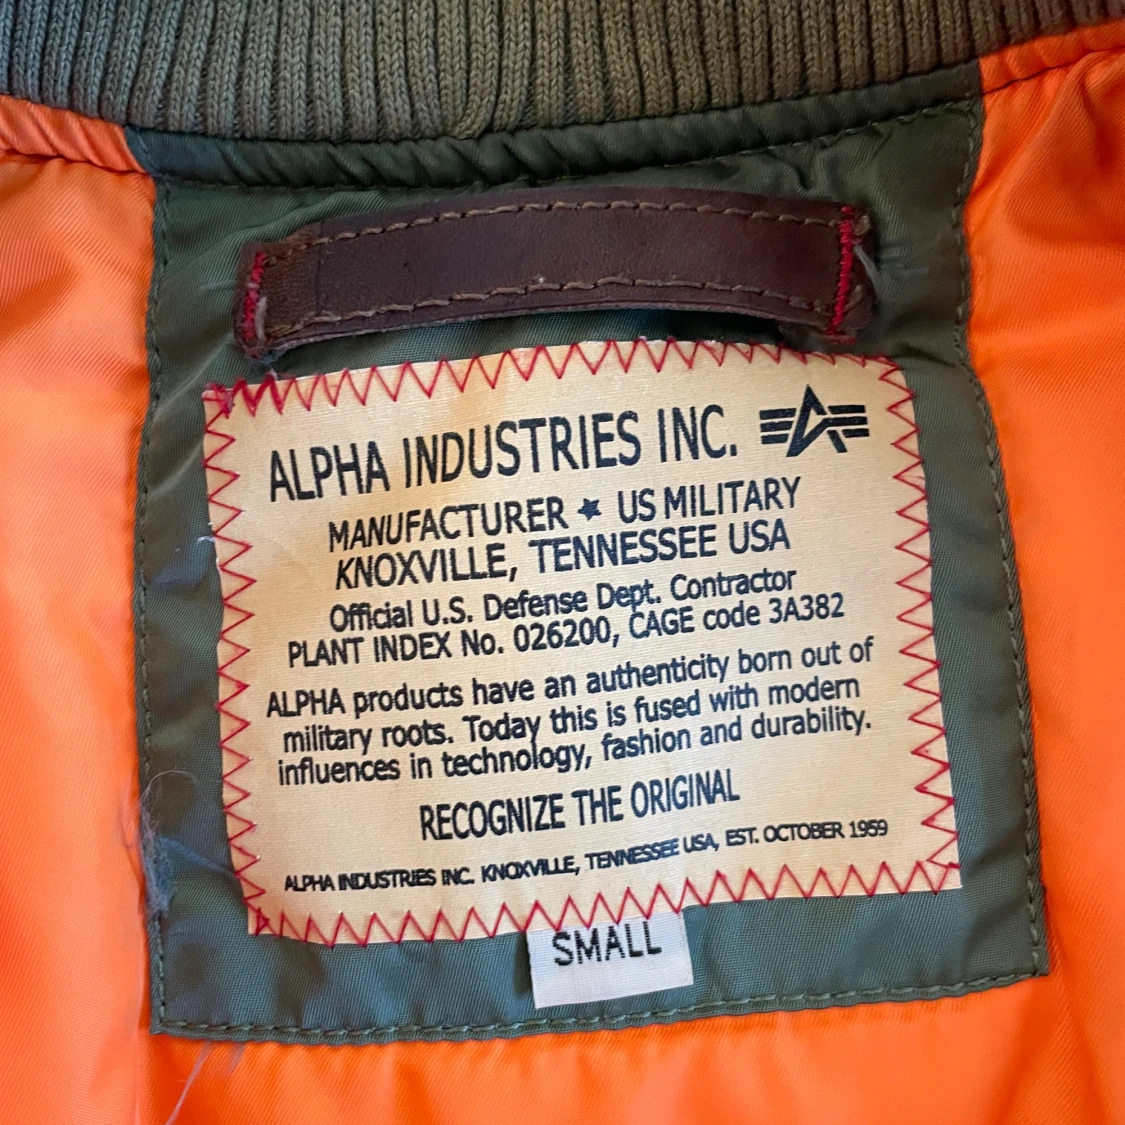 ALPHA INDUSTRIES INC.
MANUFACTURER ★ US MILITARY
KNOXVILLE, TENNESSEE USA
Official U.S. Defense Dept. Contractor
PLANT INDEX No. 026200, CAGE code 3A382
ALPHA products have an authenticity born out of
military roots. Today this is fused with modern
influences in technology, fashion and durability.
RECOGNIZE THE ORIGINAL
ALPHA INDUSTRIES INC. KNOXVILLE, TENNESSEE USA, EST. OCTOBER 1959
SMALL